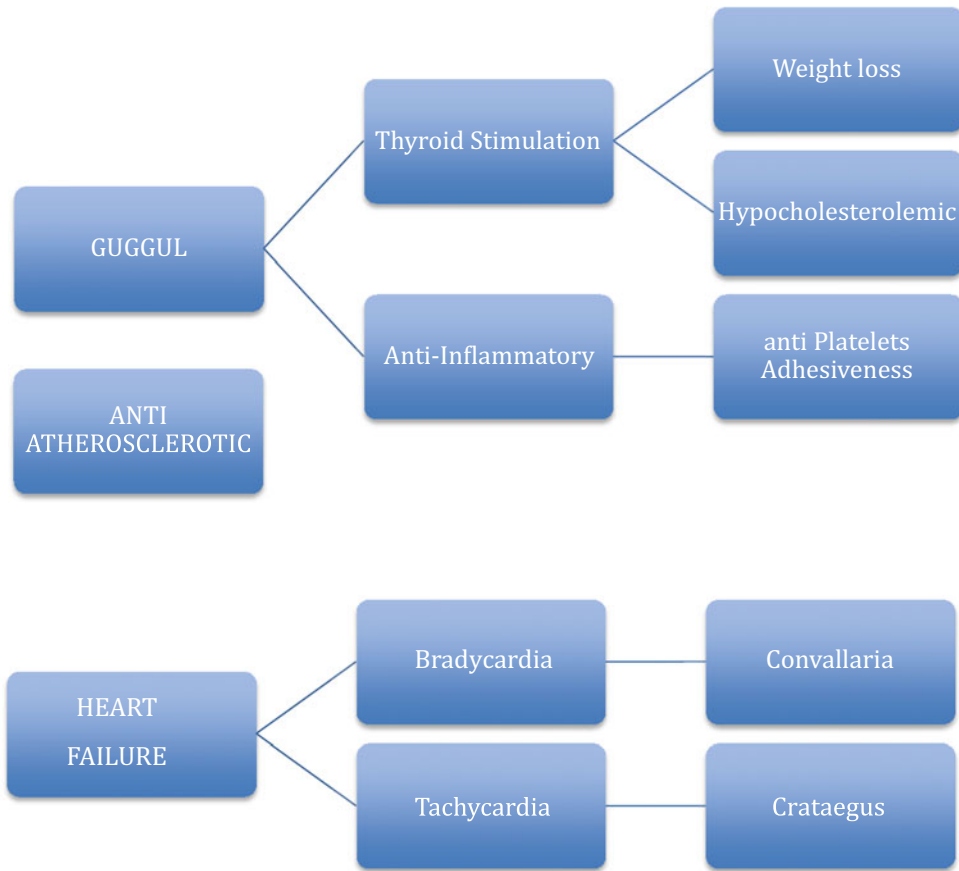 GUGGUL
Thyroid Stimulation
Weight loss
Hypocholesterolemic
Anti-Inflammatory
anti Platelets
Adhesiveness
ANTI
ATHEROSCLEROTIC
HEART
FAILURE
Bradycardia
Convallaria
Tachycardia
Crataegus